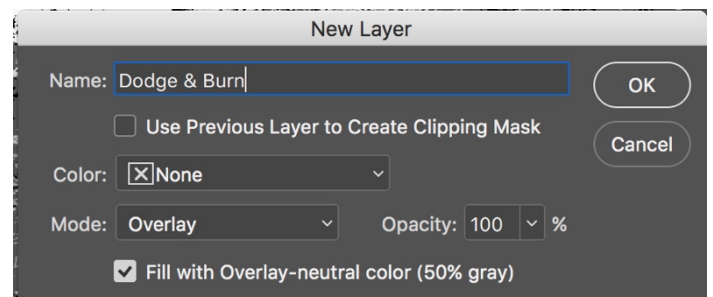 New Layer
Name: Dodge & Burn OK
Use Previous Layer to Create Clipping Mask
Cancel
Color: None
Mode: Overlay Opacity: 100 %
Fill with Overlay-neutral color (50% gray)